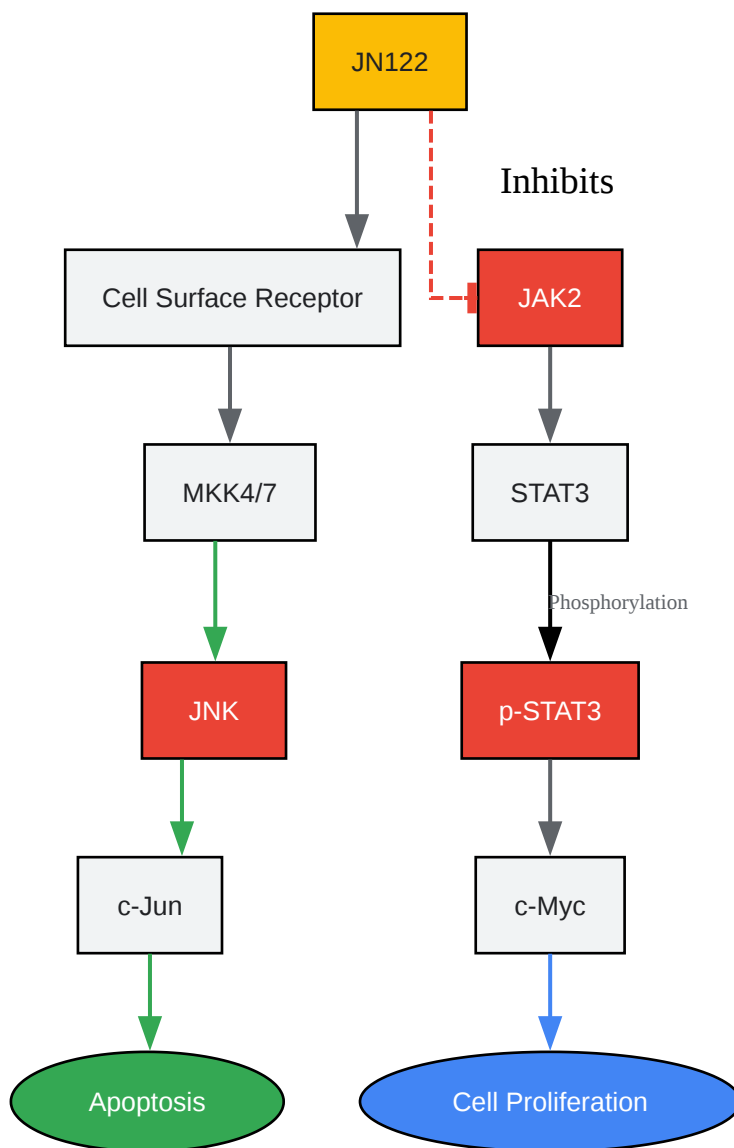 JN122
Inhibits
Cell Surface Receptor
JAK2
MKK4/7
STAT3
Phosphorylation
JNK
p-STAT3
c-Jun
c-Myc
Apoptosis
Cell Proliferation